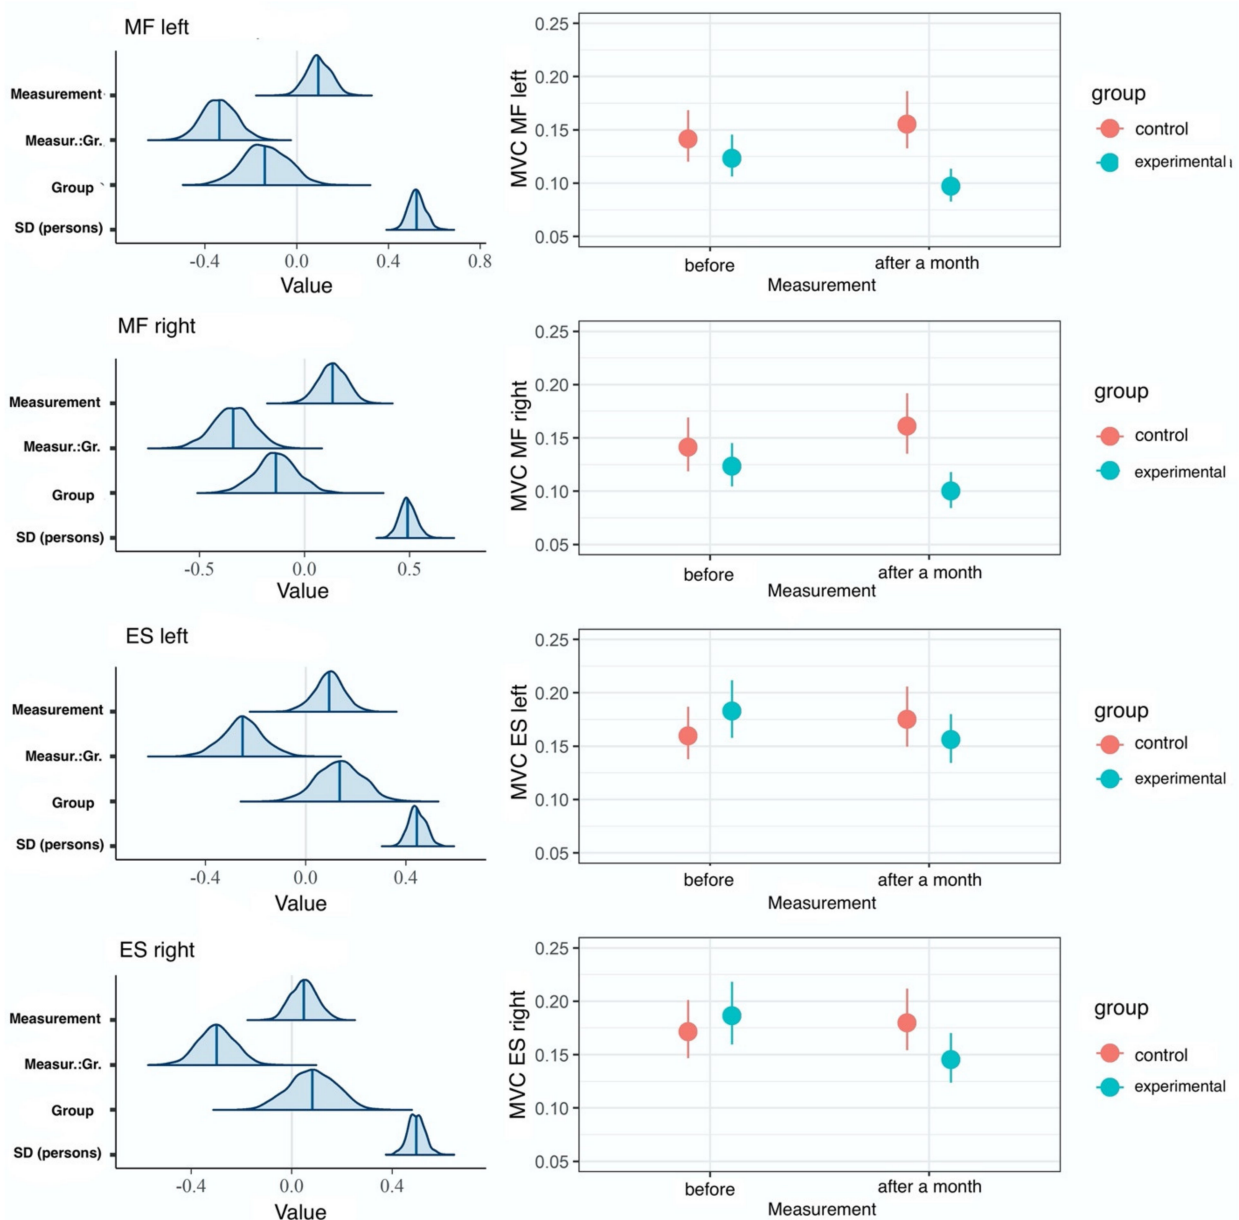 MF left
Measurement
Measur.:Gr.
Group
SD (persons)
-0.4 0.0 0.4 0.8
Value
0.25
0.20
0.15
0.10
0.05
MVC MF left
before after a month
Measurement
group
control
experimental
MF right
Measurement
Measur.:Gr.
Group
SD (persons)
-0.5 0.0 0.5
Value
0.25
0.20
0.15
0.10
0.05
MVC MF right
before after a month
Measurement
group
control
experimental
ES left
Measurement
Measur.:Gr.
Group
SD (persons)
-0.4 0.0 0.4
Value
0.25
0.20
0.15
0.10
0.05
MVC ES left
before after a month
Measurement
group
control
experimental
ES right
Measurement
Measur.:Gr.
Group
SD (persons)
-0.4 0.0 0.4
Value
0.25
0.20
0.15
0.10
0.05
MVC ES right
before after a month
Measurement
group
control
experimental